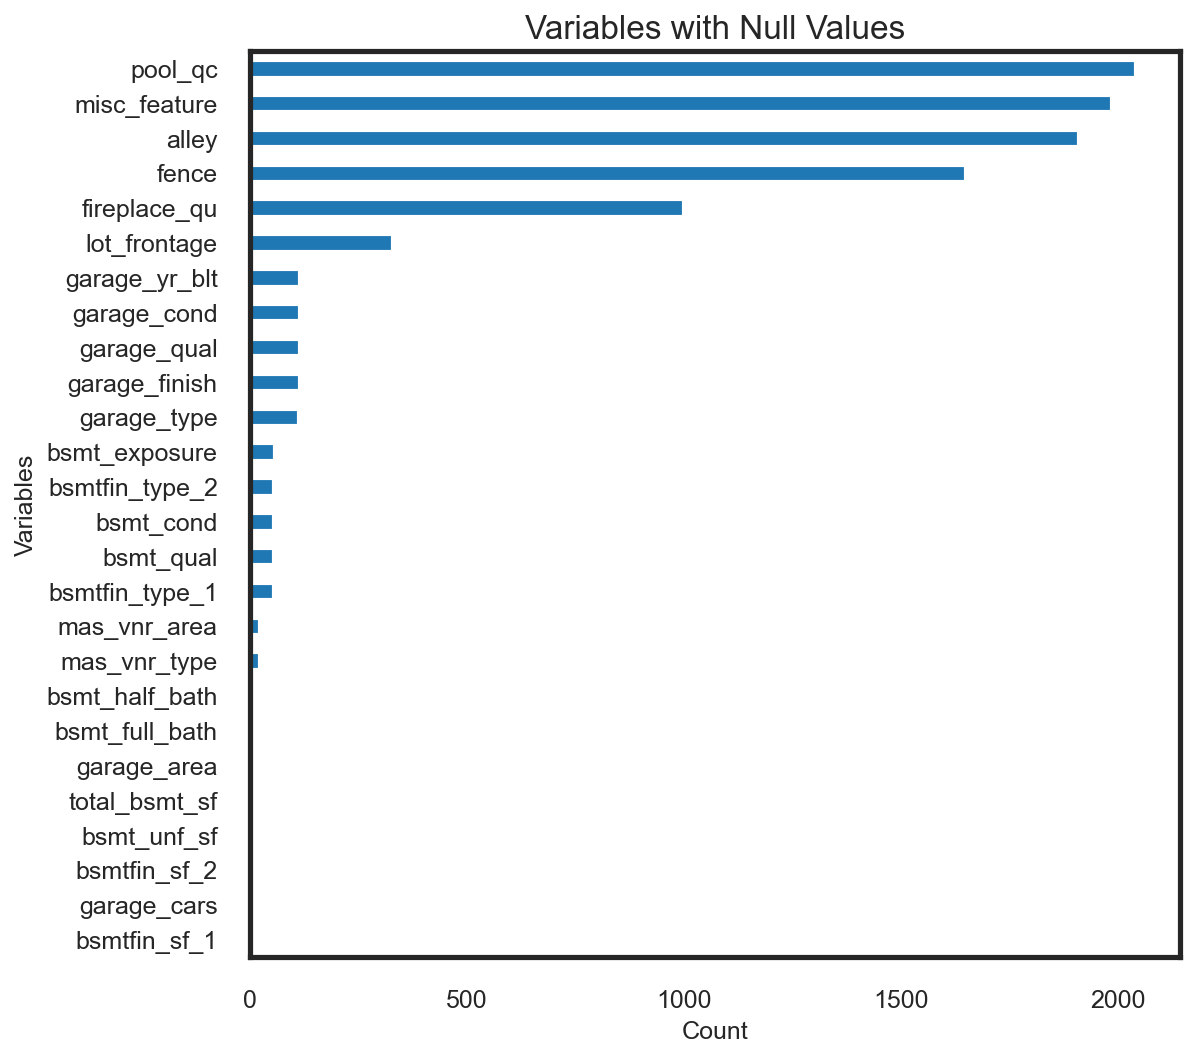 Variables with Null Values
pool_qc
misc_feature
alley
fence
fireplace_qu
lot_frontage
garage_yr_blt
garage_cond
garage_qual
garage_finish
garage_type
bsmt_exposure
bsmtfin_type_2
bsmt_cond
bsmt_qual
bsmtfin_type_1
mas_vnr_area
mas_vnr_type
bsmt_half_bath
bsmt_full_bath
garage_area
total_bsmt_sf
bsmt_unf_sf
bsmtfin_sf_2
garage_cars
bsmtfin_sf_1
Variables
0 500 1000 1500 2000
Count